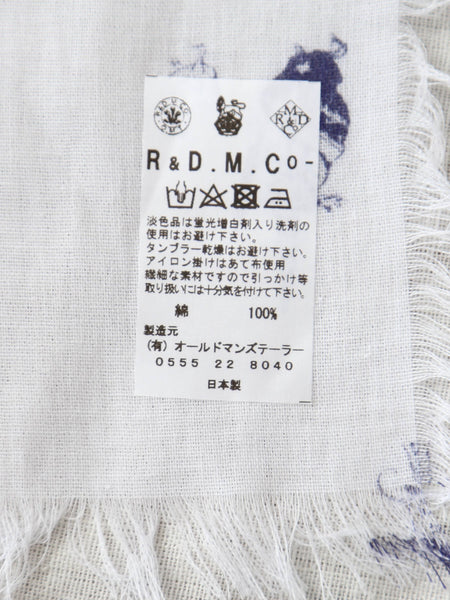 R&D.M.CO
R M & D Co
R & D . M . Co -
淡色品は蛍光増白剤入り洗剤の
使用はお避け下さい。
タンブラー乾燥はお避け下さい。
アイロン掛けはあて布使用
繊細な素材ですので引っかけ等
取り扱いには十分気を付けて下さい。
綿 100%
製造元
(有) オールドマンズテーラー
0555 22 8040
日本製